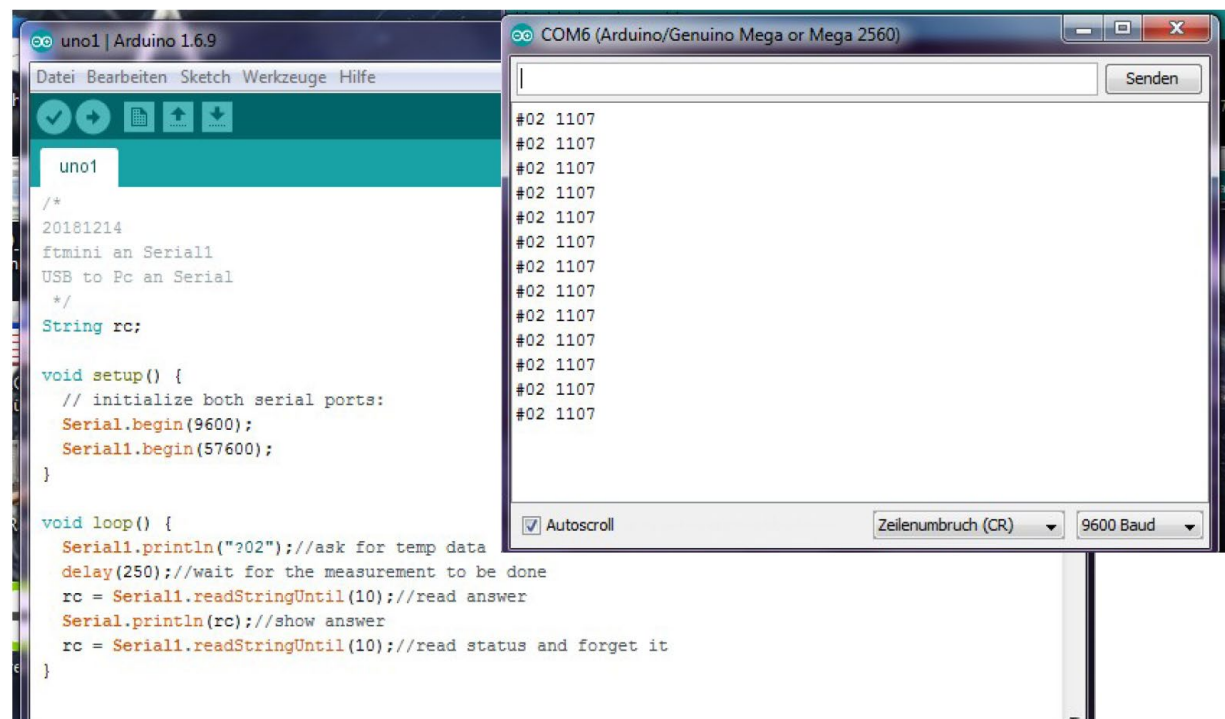 uno1 | Arduino 1.6.9
Datei Bearbeiten Sketch Werkzeuge Hilfe
uno1
/*
20181214
ftmini an Serial1
USB to Pc an Serial
*/
String rc;
void setup() {
// initialize both serial ports:
Serial.begin(9600);
Serial1.begin(57600);
}
void loop() {
Serial1.println("?02");//ask for temp data
delay(250);//wait for the measurement to be done
rc = Serial1.readStringUntil(10);//read answer
Serial.println(rc);//show answer
rc = Serial1.readStringUntil(10);//read status and forget it
}
COM6 (Arduino/Genuino Mega or Mega 2560)
Senden
#02 1107
#02 1107
#02 1107
#02 1107
#02 1107
#02 1107
#02 1107
#02 1107
#02 1107
#02 1107
#02 1107
#02 1107
#02 1107
Autoscroll
Zeilenumbruch (CR)
9600 Baud